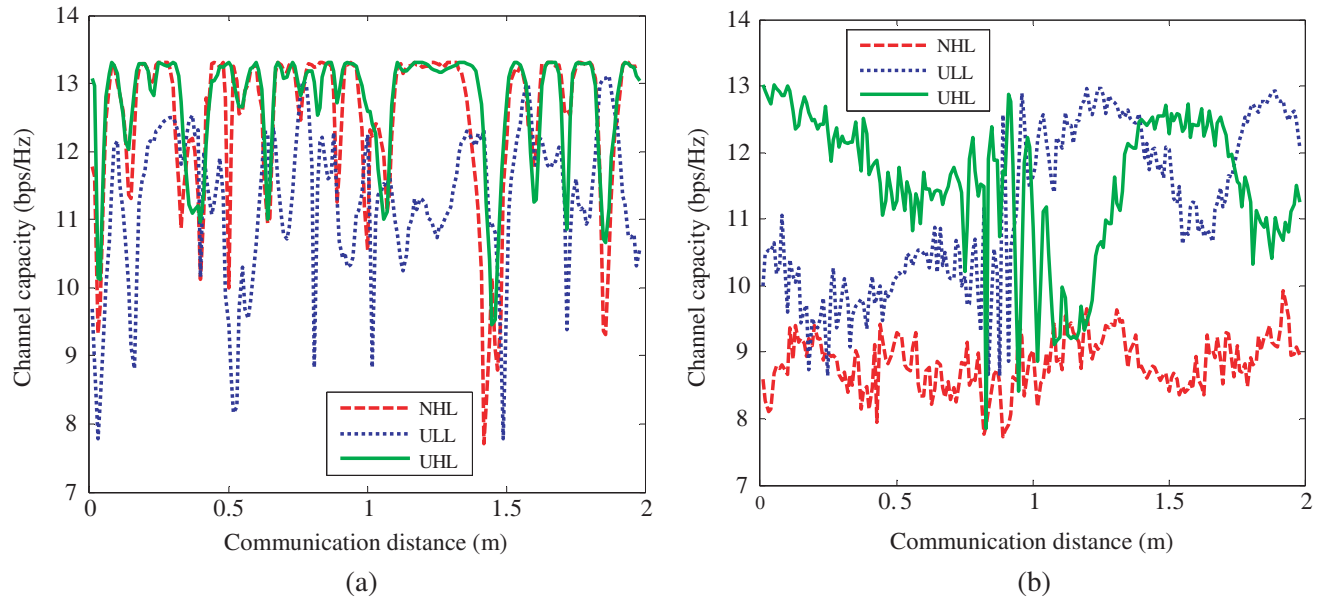 14
13
12
11
10
9
8
7
Channel capacity (bps/Hz)
NHL
ULL
UHL
0
0.5
1
1.5
2
Communication distance (m)
(a)
14
13
12
11
10
9
8
7
Channel capacity (bps/Hz)
NHL
ULL
UHL
0
0.5
1
1.5
2
Communication distance (m)
(b)